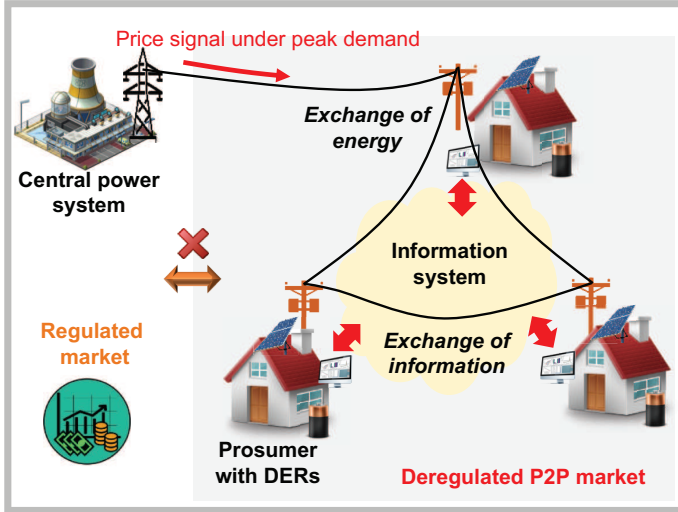 Price signal under peak demand
Exchange of
energy
Central power
system
Information
system
Regulated
market
Exchange of
information
Prosumer
with DERs
Deregulated P2P market